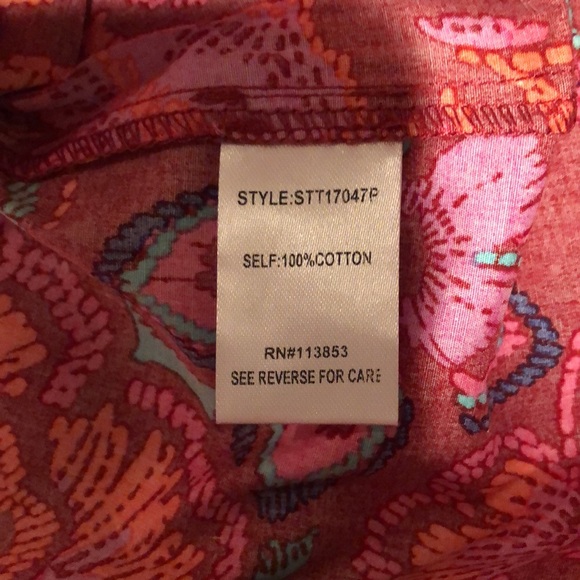 STYLE:STT17047P
SELF:100%COTTON
RN#113853
SEE REVERSE FOR CARE